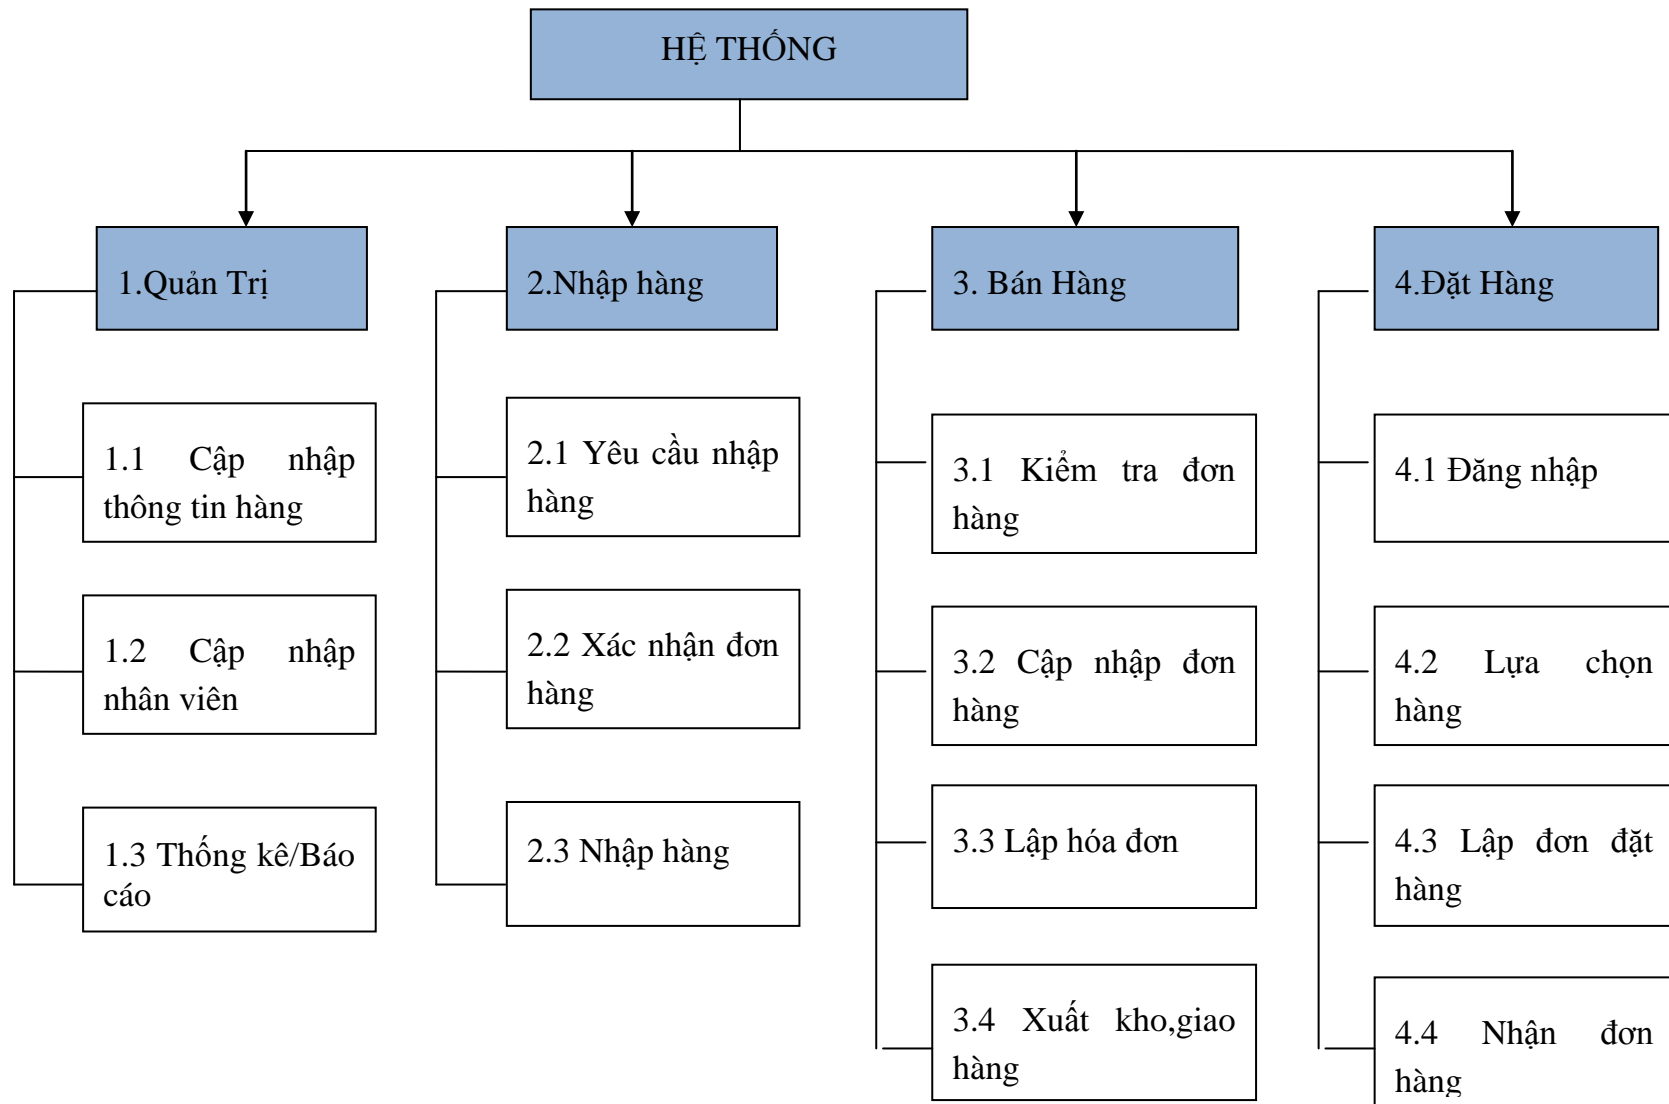 HỆ THỐNG
1.Quản Trị
2.Nhập hàng
3. Bán Hàng
4.Đặt Hàng
1.1 Cập nhập
thông tin hàng
1.2 Cập nhập
nhân viên
1.3 Thống kê/Báo
cáo
2.1 Yêu cầu nhập
hàng
2.2 Xác nhận đơn
hàng
2.3 Nhập hàng
3.1 Kiểm tra đơn
hàng
3.2 Cập nhập đơn
hàng
3.3 Lập hóa đơn
3.4 Xuất kho,giao
hàng
4.1 Đăng nhập
4.2 Lựa chọn
hàng
4.3 Lập đơn đặt
hàng
4.4 Nhận đơn
hàng